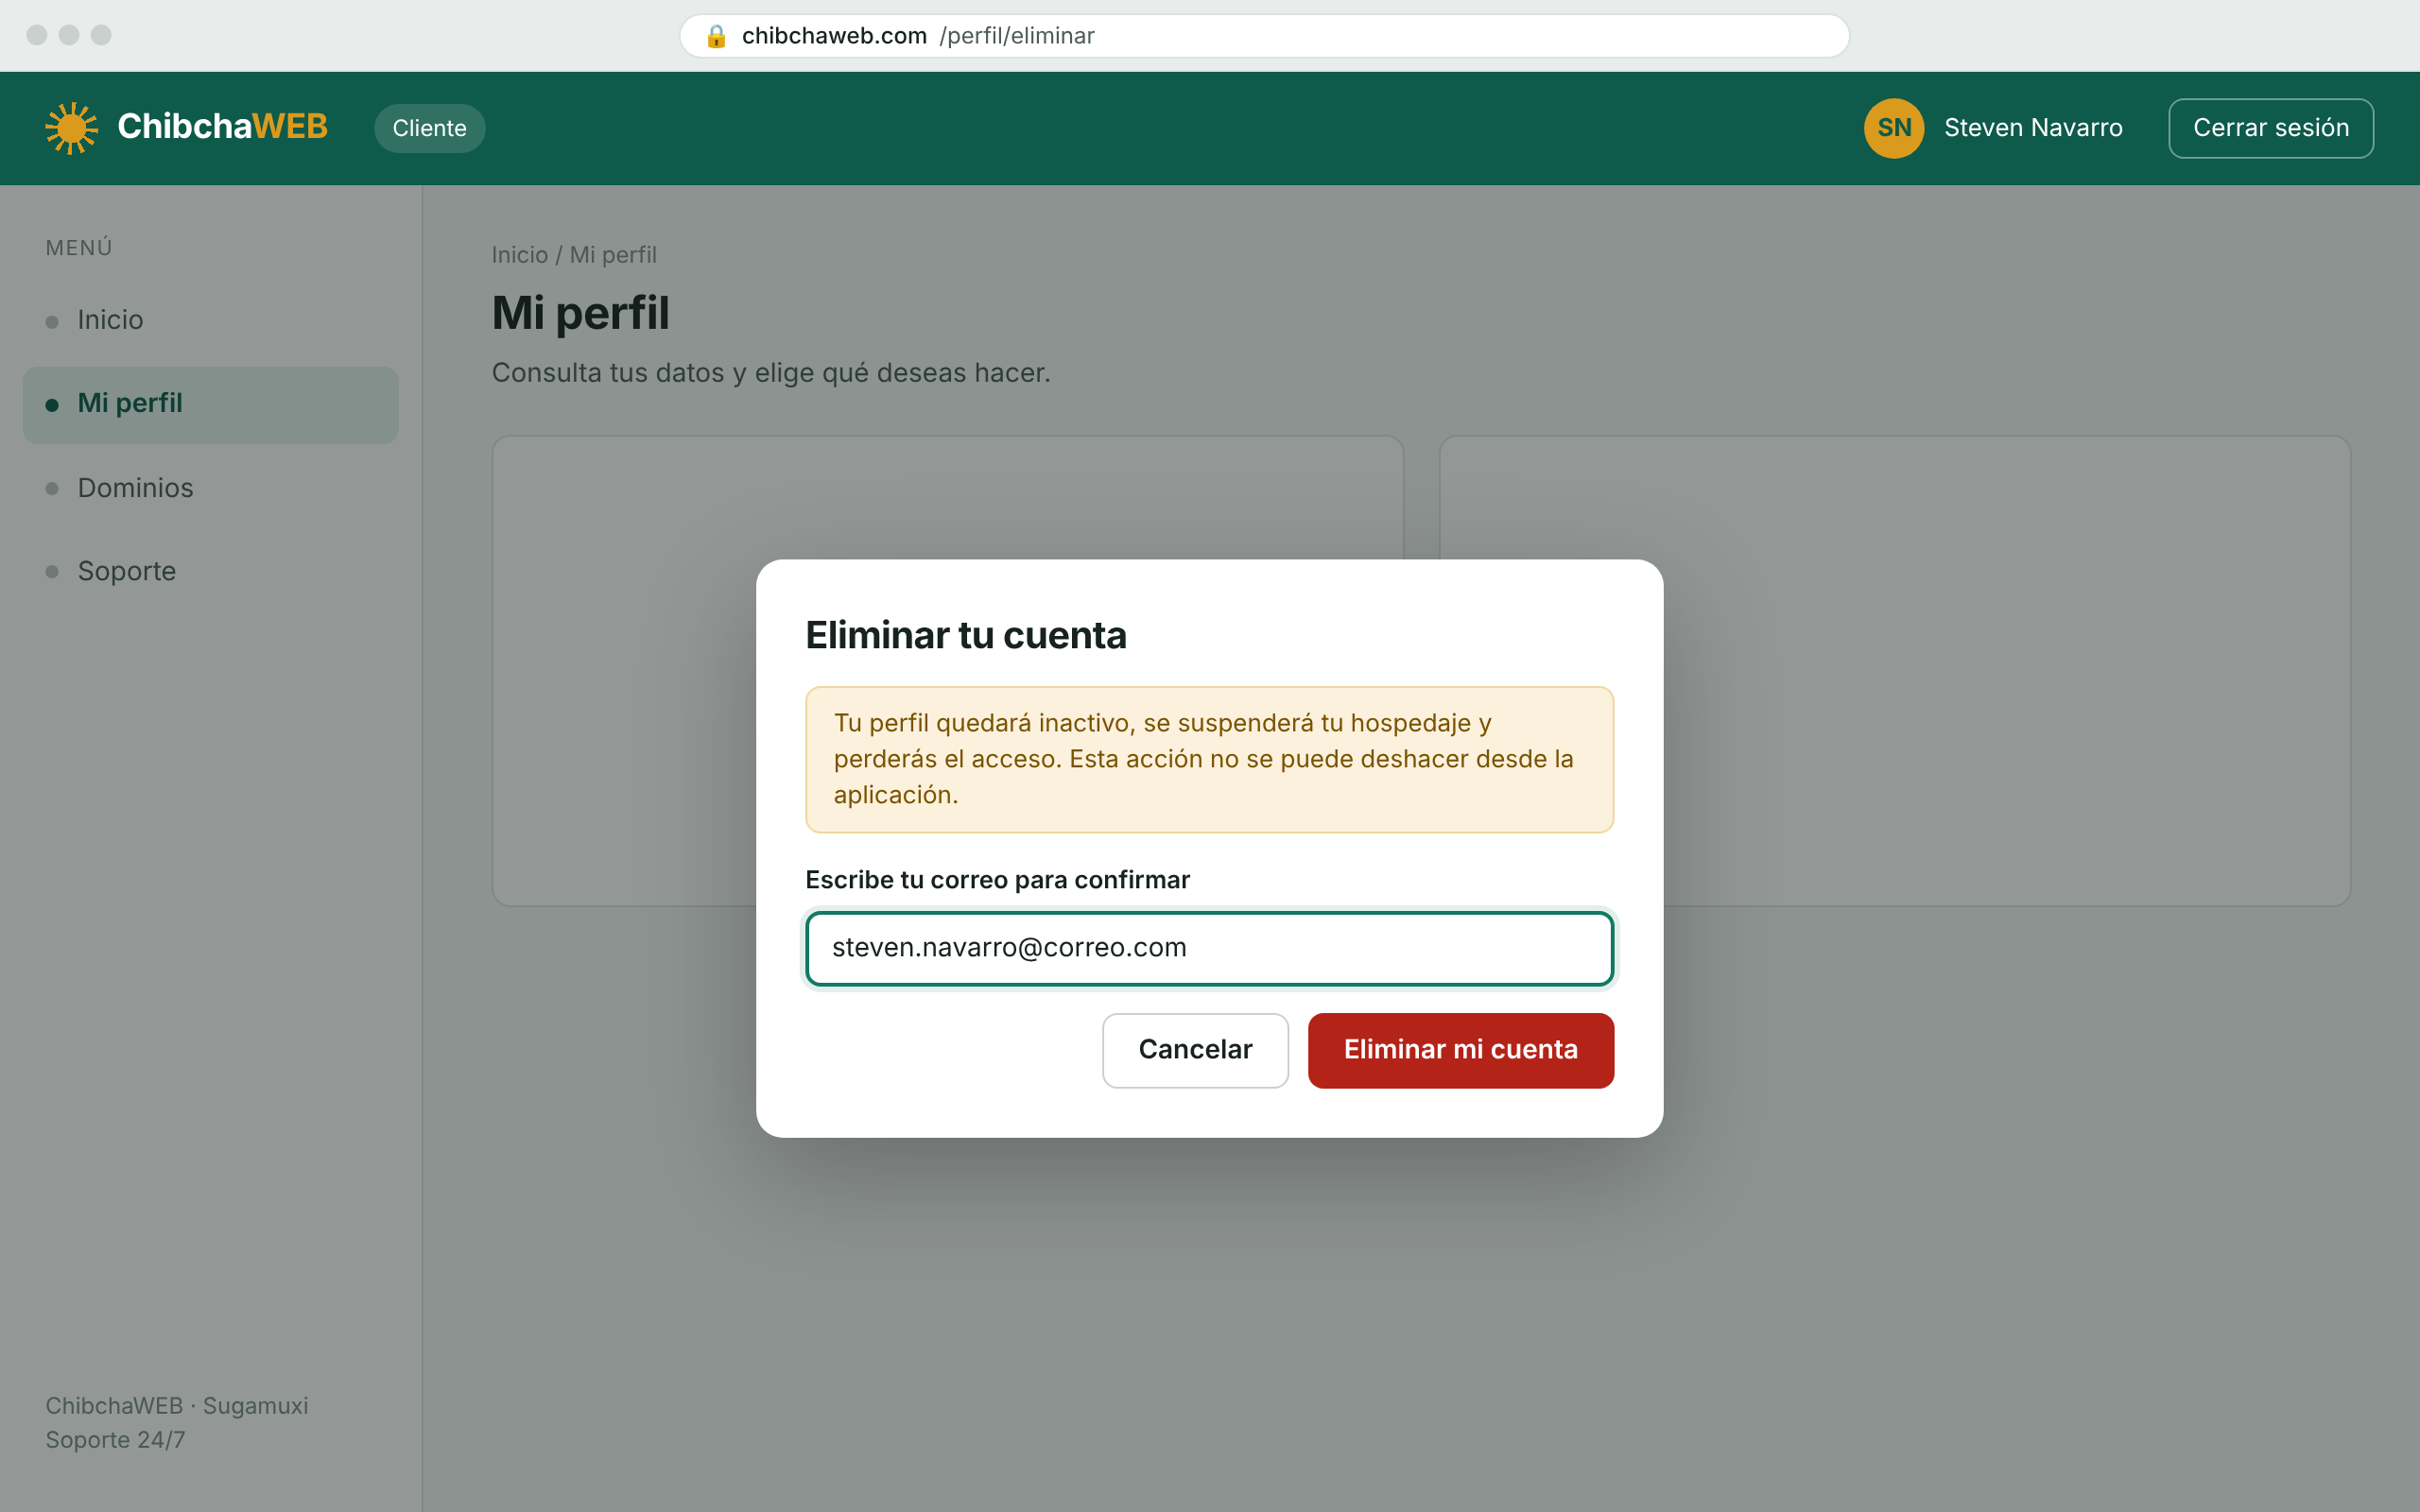 chibchaweb.com /perfil/eliminar
ChibchaWEB
Cliente
SN
Steven Navarro
Cerrar sesión
MENÚ
Inicio
Mi perfil
Dominios
Soporte
ChibchaWEB · Sugamuxi
Soporte 24/7
Inicio / Mi perfil
Mi perfil
Consulta tus datos y elige qué deseas hacer.
Eliminar tu cuenta
Tu perfil quedará inactivo, se suspenderá tu hospedaje y
perderás el acceso. Esta acción no se puede deshacer desde la
aplicación.
Escribe tu correo para confirmar
steven.navarro@correo.com
Cancelar
Eliminar mi cuenta